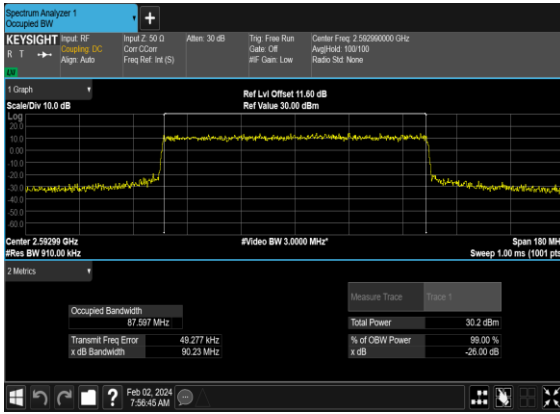 Spectrum Analyzer 1
Occupied BW
+
KEYSIGHT Input: RF Input Z: 50 Ω Atten: 30 dB Trig: Free Run Center Freq: 2.592990000 GHz
R T Coupling: DC Corr CCorr Gate: Off Avg|Hold: 100/100
Align: Auto Freq Ref: Int (S) #IF Gain: Low Radio Std: None
LW
1 Graph
Ref Lvl Offset 11.60 dB
Scale/Div 10.0 dB Ref Value 30.00 dBm
Log
20.0
10.0
0.00
-10.0
-20.0
-30.0
-40.0
-50.0
-60.0
Center 2.59299 GHz #Video BW 3.0000 MHz* Span 180 MH
#Res BW 910.00 kHz Sweep 1.00 ms (1001 pts
2 Metrics
Measure Trace Trace 1
Occupied Bandwidth
87.597 MHz
Total Power 30.2 dBm
Transmit Freq Error 49.277 kHz % of OBW Power 99.00 %
x dB Bandwidth 90.23 MHz x dB -26.00 dB
? Feb 02, 2024
7:56:45 AM